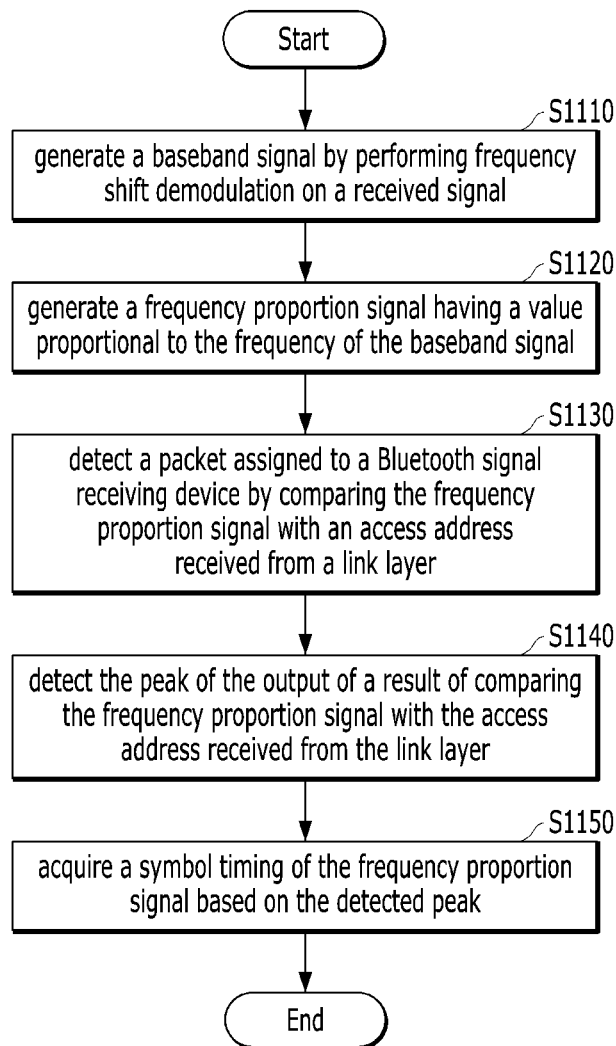 Start
S1110
generate a baseband signal by performing frequency
shift demodulation on a received signal
S1120
generate a frequency proportion signal having a value
proportional to the frequency of the baseband signal
S1130
detect a packet assigned to a Bluetooth signal
receiving device by comparing the frequency
proportion signal with an access address
received from a link layer
S1140
detect the peak of the output of a result of comparing
the frequency proportion signal with the access
address received from the link layer
S1150
acquire a symbol timing of the frequency proportion
signal based on the detected peak
End